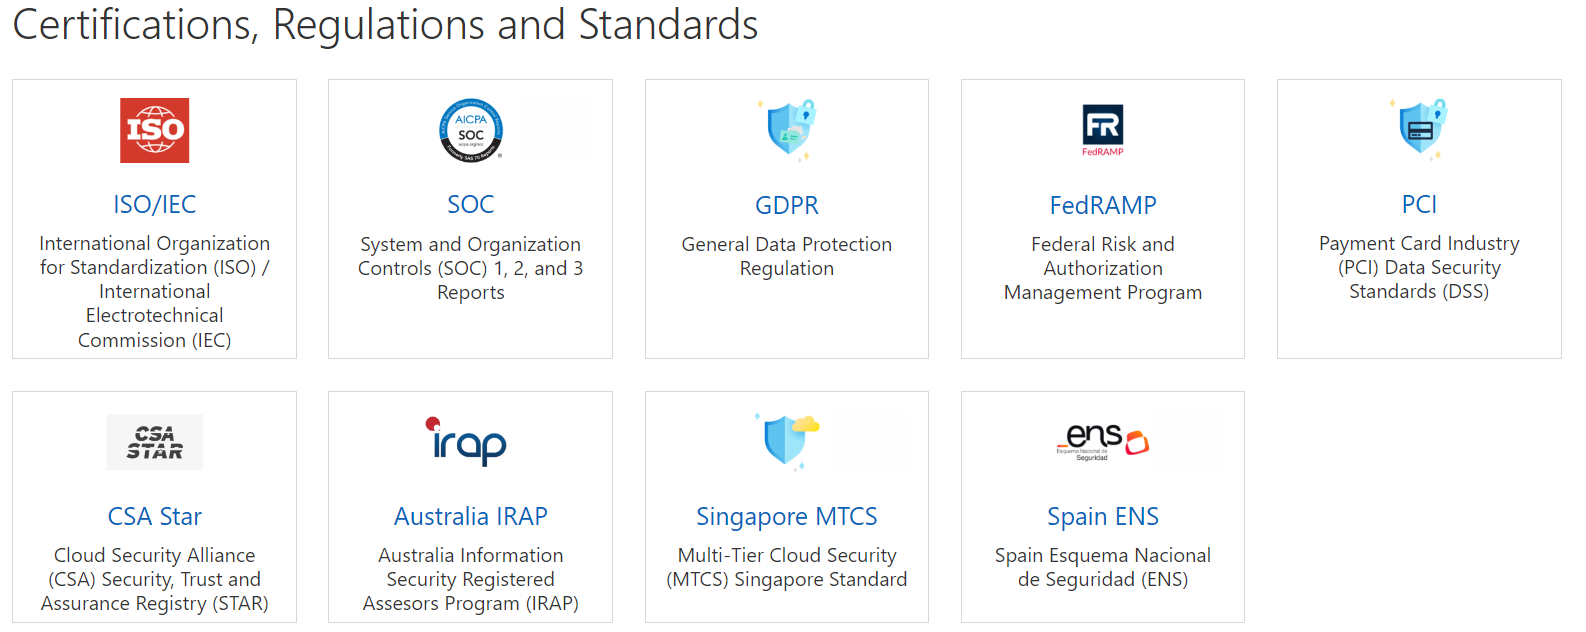 Certifications, Regulations and Standards
ISO
ISO/IEC
International Organization
for Standardization (ISO) /
International
Electrotechnical
Commission (IEC)
AICPA
SOC
SOC
System and Organization
Controls (SOC) 1, 2, and 3
Reports
GDPR
General Data Protection
Regulation
FR
FedRAMP
FedRAMP
Federal Risk and
Authorization
Management Program
PCI
Payment Card Industry
(PCI) Data Security
Standards (DSS)
CSA
STAR
CSA Star
Cloud Security Alliance
(CSA) Security, Trust and
Assurance Registry (STAR)
irap
Australia IRAP
Australia Information
Security Registered
Assesors Program (IRAP)
Singapore MTCS
Multi-Tier Cloud Security
(MTCS) Singapore Standard
ens
Esquema Nacional de
Seguridad
Spain ENS
Spain Esquema Nacional
de Seguridad (ENS)